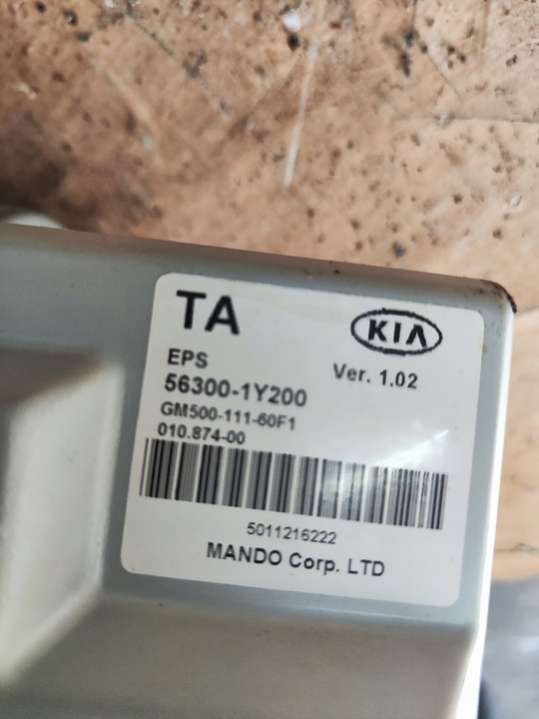 TA
KIA
EPS
Ver. 1.02
56300-1Y200
GM500-111-60F1
010.874-00
5011216222
MANDO Corp. LTD